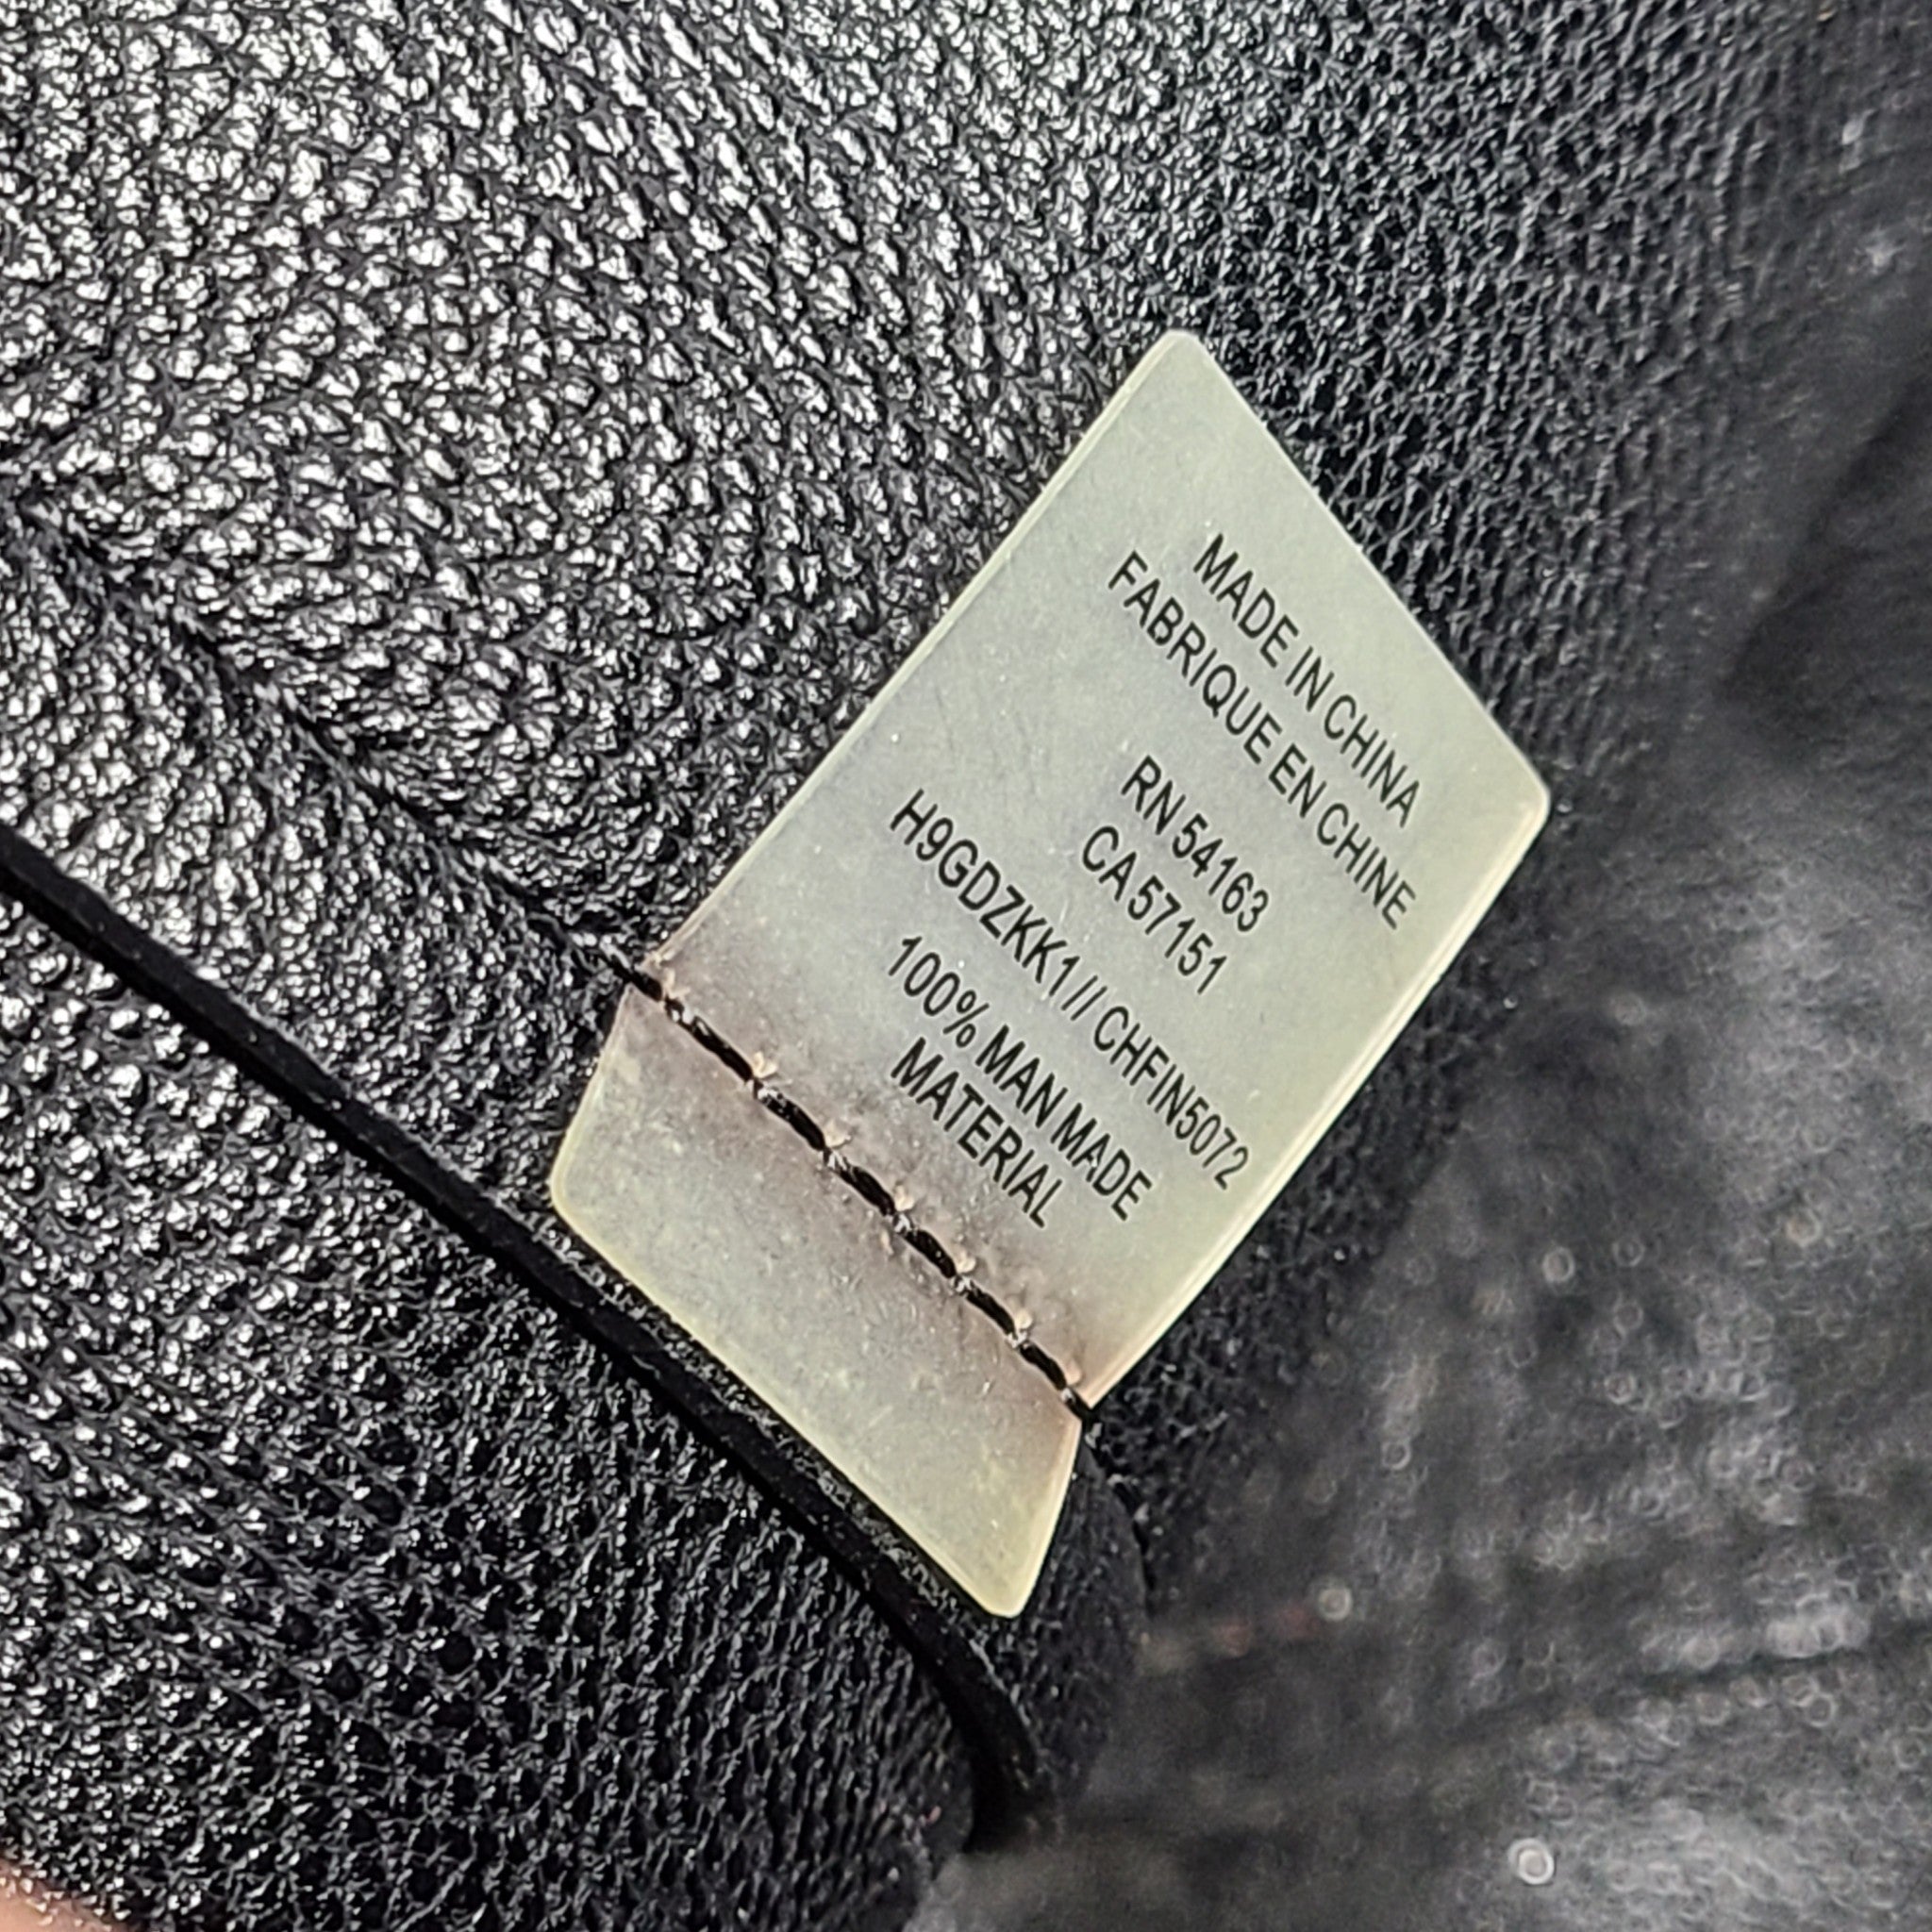 MADE IN CHINA
FABRIQUE EN CHINE
RN 54163
CA 57151
H9GDZKK1 // CHFIN5072
100% MAN MADE
MATERIAL